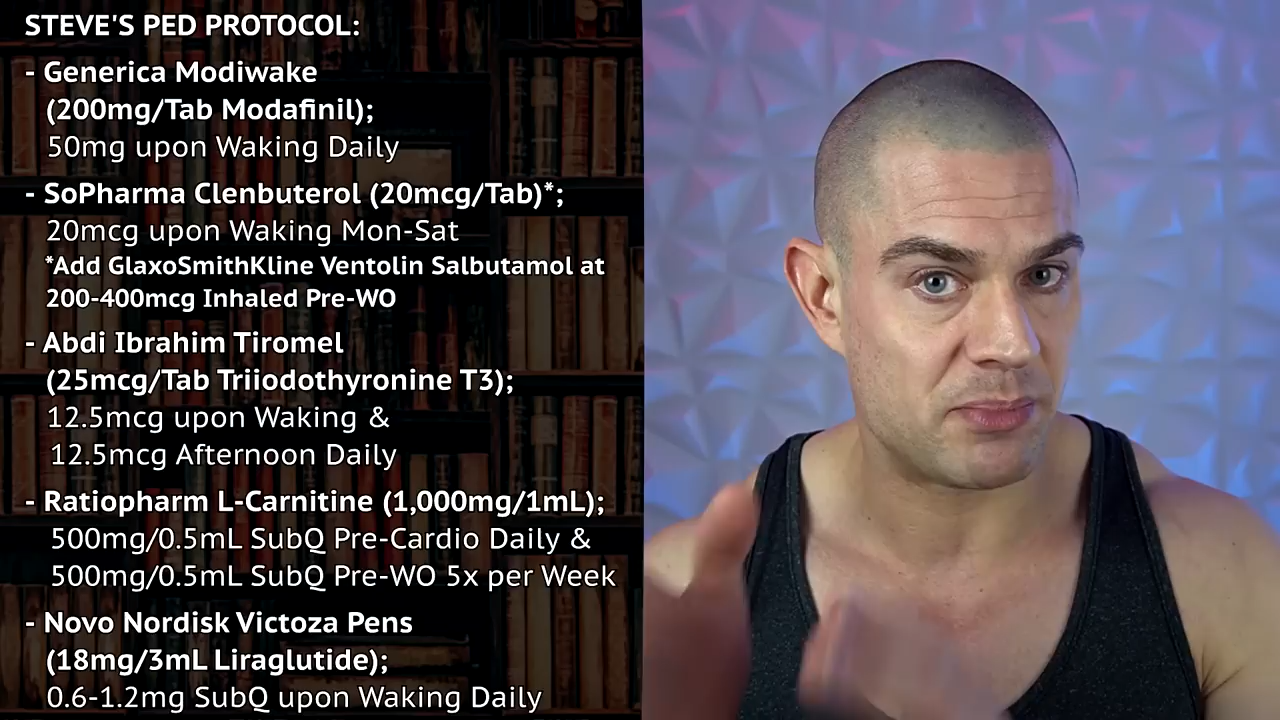 STEVE'S PED PROTOCOL:
- Generica Modiwake
(200mg/Tab Modafinil);
50mg upon Waking Daily
- SoPharma Clenbuterol (20mcg/Tab)*;
20mcg upon Waking Mon-Sat
*Add GlaxoSmithKline Ventolin Salbutamol at
200-400mcg Inhaled Pre-WO
- Abdi Ibrahim Tiromel
(25mcg/Tab Triiodothyronine T3);
12.5mcg upon Waking &
12.5mcg Afternoon Daily
- Ratiopharm L-Carnitine (1,000mg/1mL);
500mg/0.5mL SubQ Pre-Cardio Daily &
500mg/0.5mL SubQ Pre-WO 5x per Week
- Novo Nordisk Victoza Pens
(18mg/3mL Liraglutide);
0.6-1.2mg SubQ upon Waking Daily